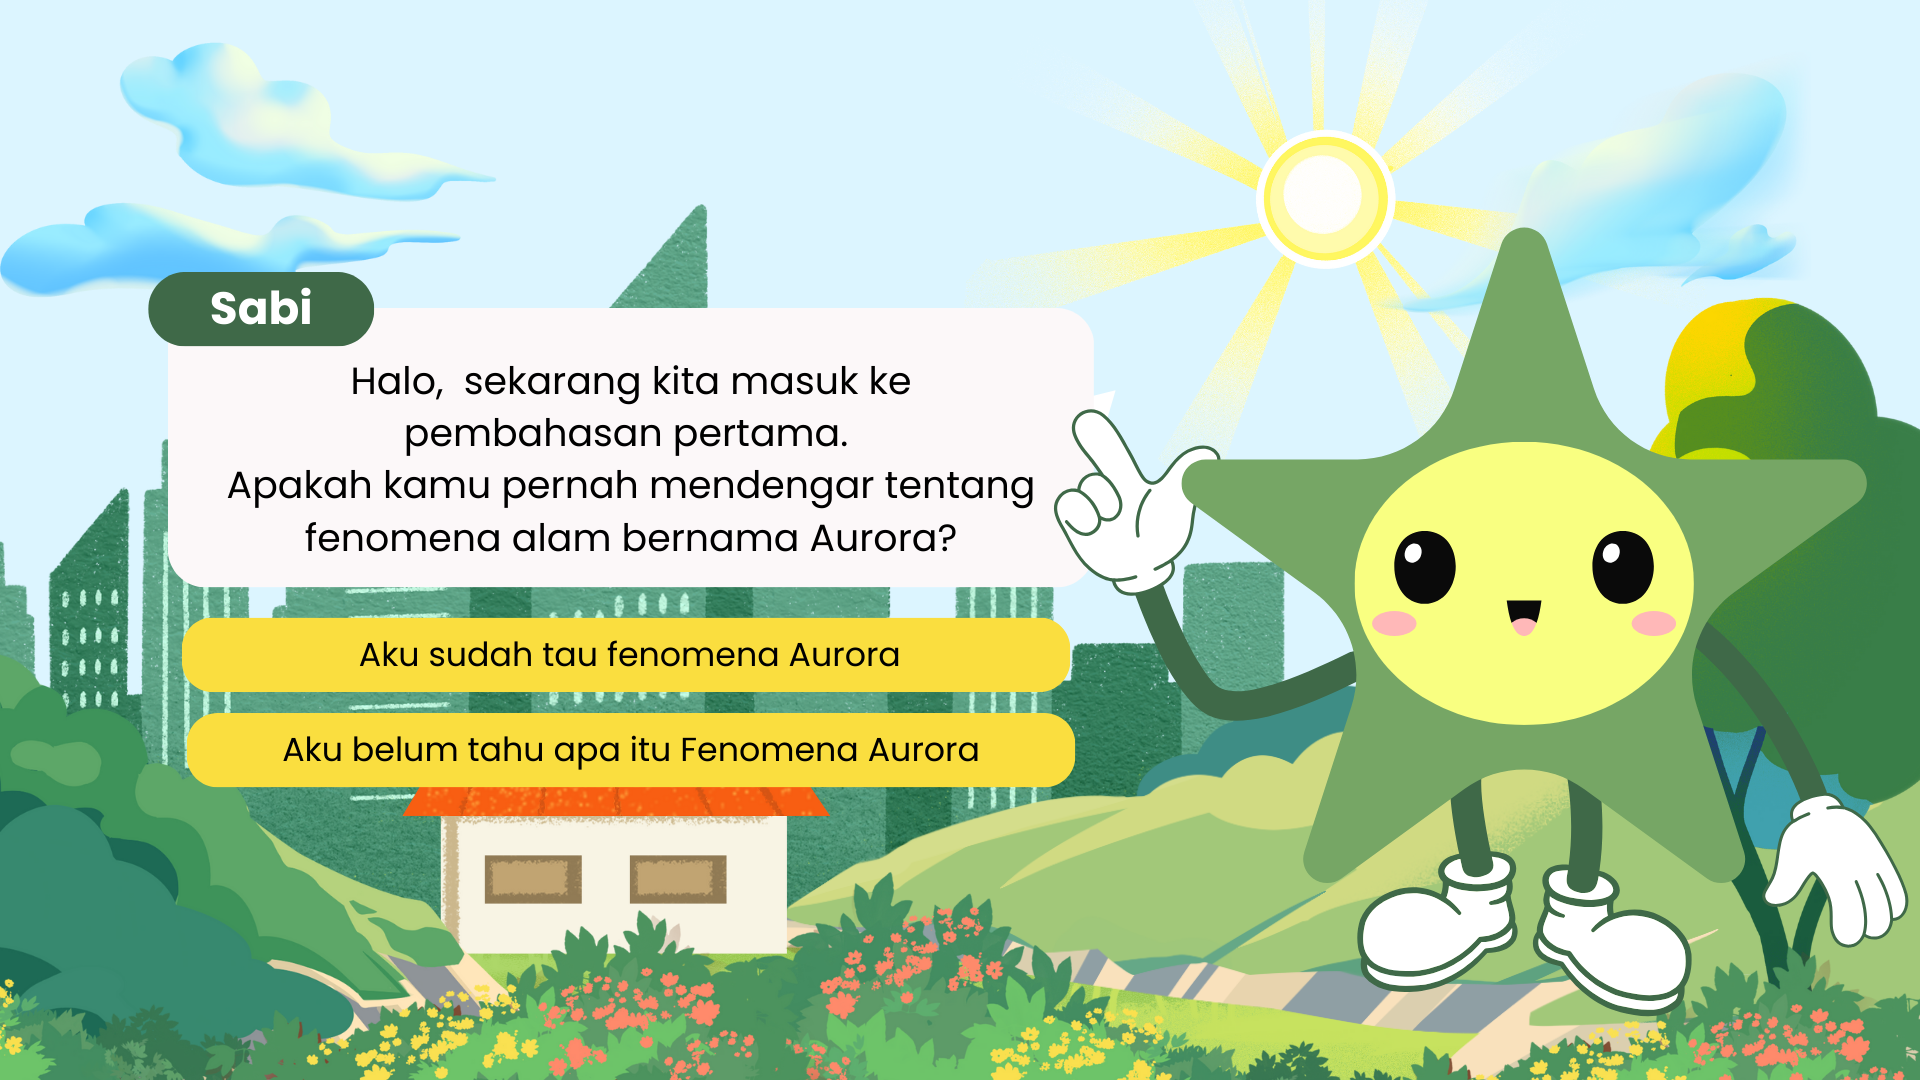 Sabi
Halo,  sekarang kita masuk ke
pembahasan pertama.
Apakah kamu pernah mendengar tentang
fenomena alam bernama Aurora?
Aku sudah tau fenomena Aurora
Aku belum tahu apa itu Fenomena Aurora